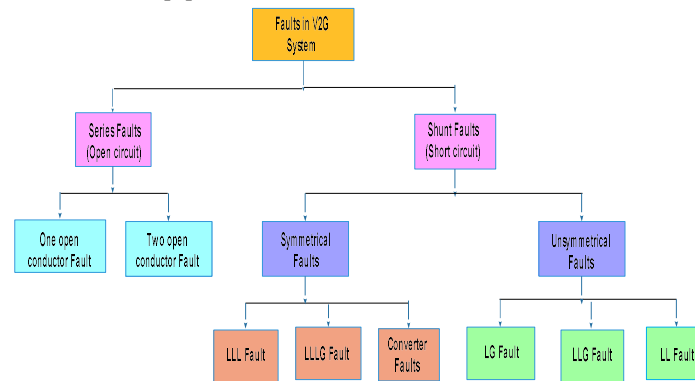 Faults in V2G
System
Series Faults
(Open circuit)
Shunt Faults
(Short circuit)
One open
conductor Fault
Two open
conductor Fault
Symmetrical
Faults
Unsymmetrical
Faults
LLL Fault
LLLG Fault
Converter
Faults
LG Fault
LLG Fault
LL Fault